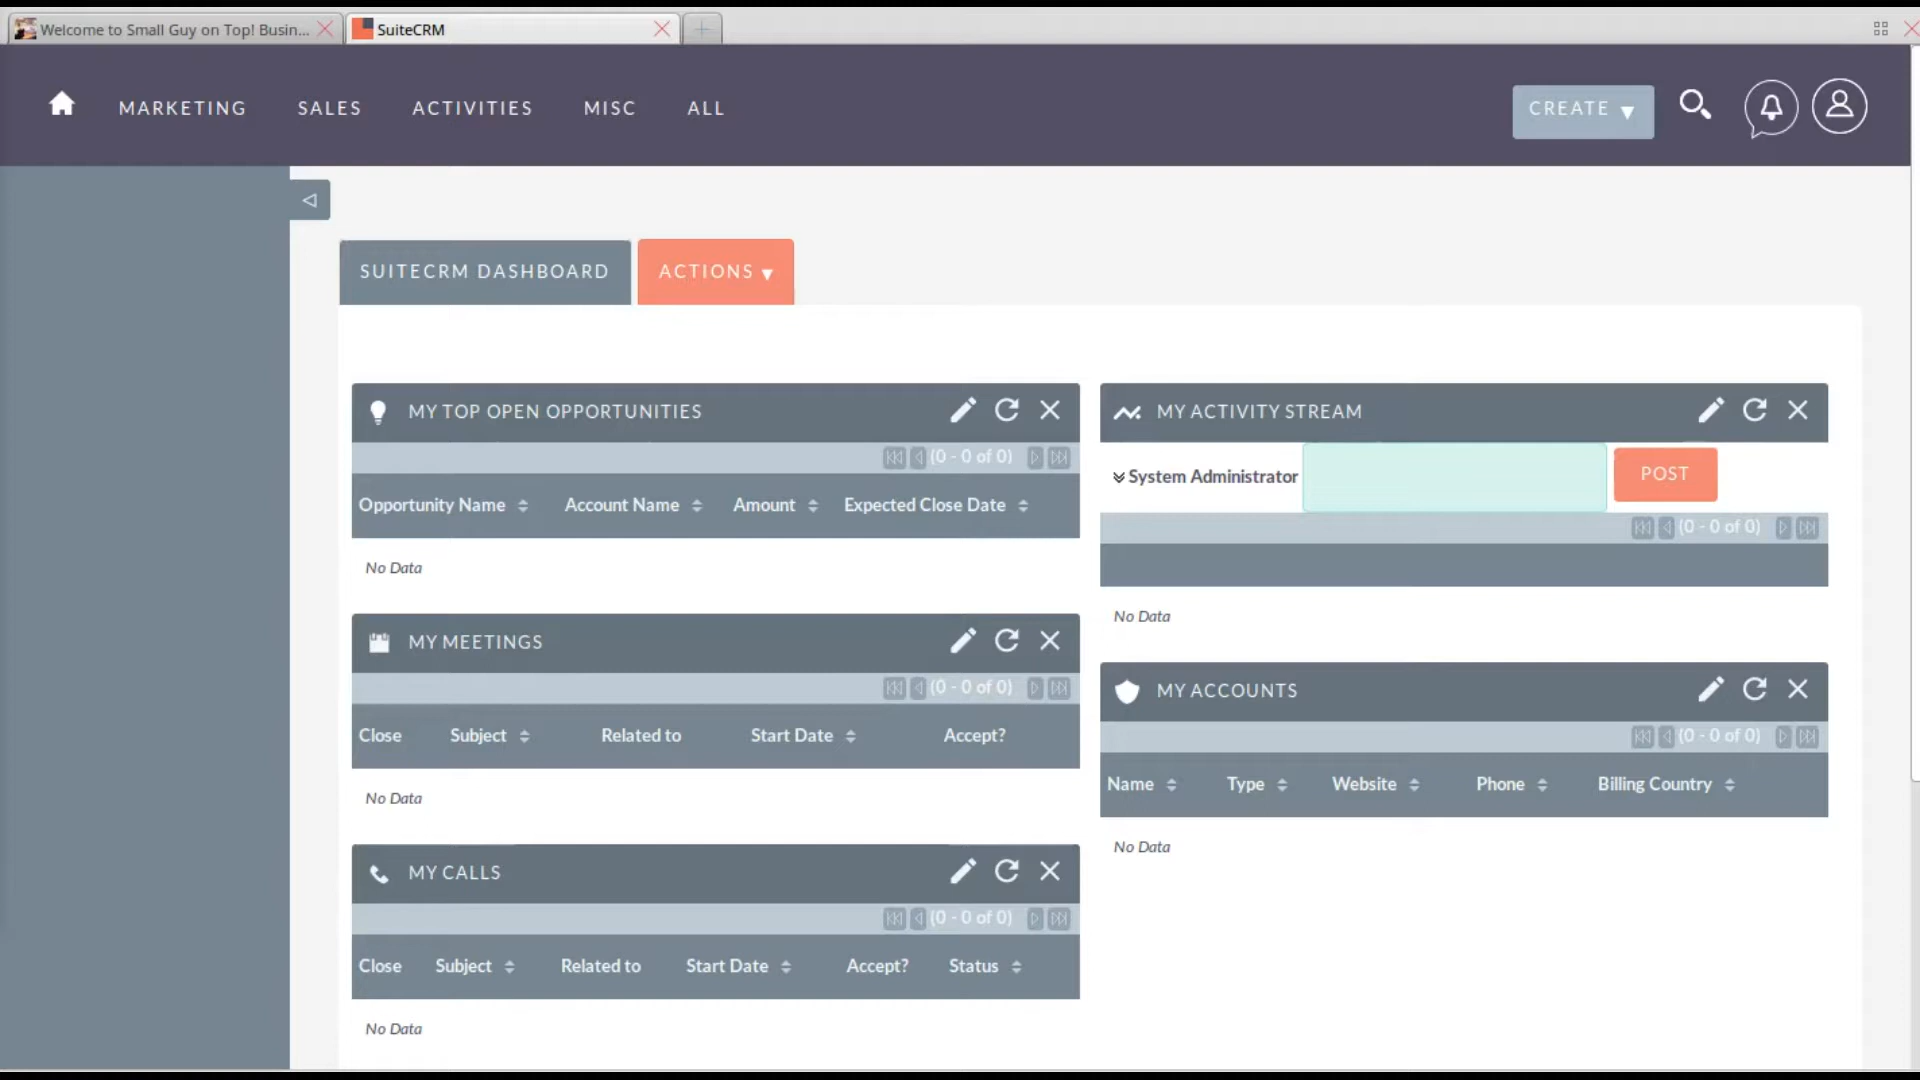 Welcome to Small Guy on Top! Busin...
SuiteCRM
MARKETING SALES ACTIVITIES MISC ALL
CREATE
SUITECRM DASHBOARD
ACTIONS
MY TOP OPEN OPPORTUNITIES
(0 - 0 of 0)
Opportunity Name Account Name Amount Expected Close Date
No Data
MY MEETINGS
(0 - 0 of 0)
Close Subject Related to Start Date Accept?
No Data
MY CALLS
(0 - 0 of 0)
Close Subject Related to Start Date Accept? Status
No Data
MY ACTIVITY STREAM
System Administrator
POST
(0 - 0 of 0)
No Data
MY ACCOUNTS
(0 - 0 of 0)
Name Type Website Phone Billing Country
No Data